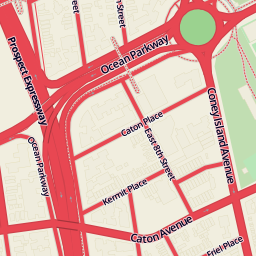 y Street
Ocean Parkway
Prospect Expressway
Coney Island Avenue
Caton Place
East 8th Street
Ocean Parkway
Kermit Place
Caton Avenue
Friel Place